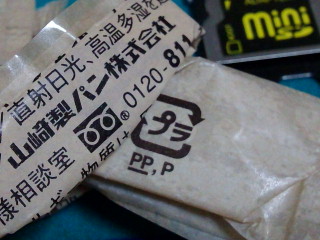 直射日光、高温多湿を
山崎製パン株式会社
様相談室 0120-811
プラ
PP,P
mini
SD